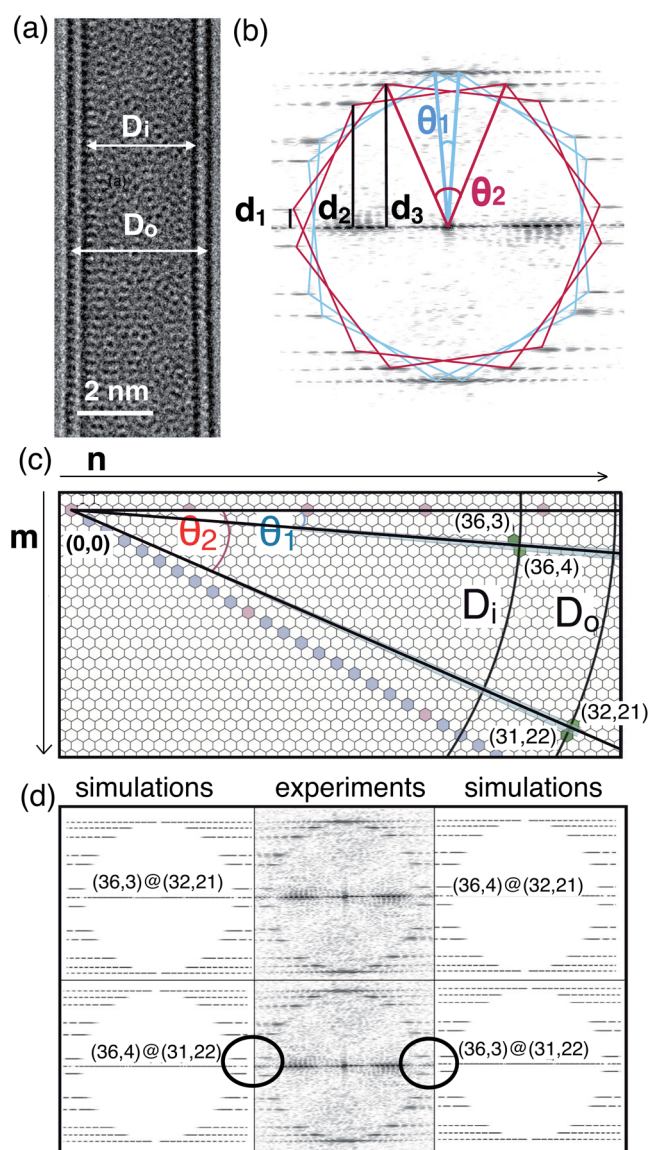 (a)
Di
(a)
Do
2 nm
(b)
θ1
θ2
d1
d2
d3
(c)
n
m
(0,0)
θ2
θ1
(36,3)
(36,4)
Di
Do
(32,21)
(31,22)
(d)
simulations experiments simulations
(36,3)@(32,21)
(36,4)@(32,21)
(36,4)@(31,22)
(36,3)@(31,22)